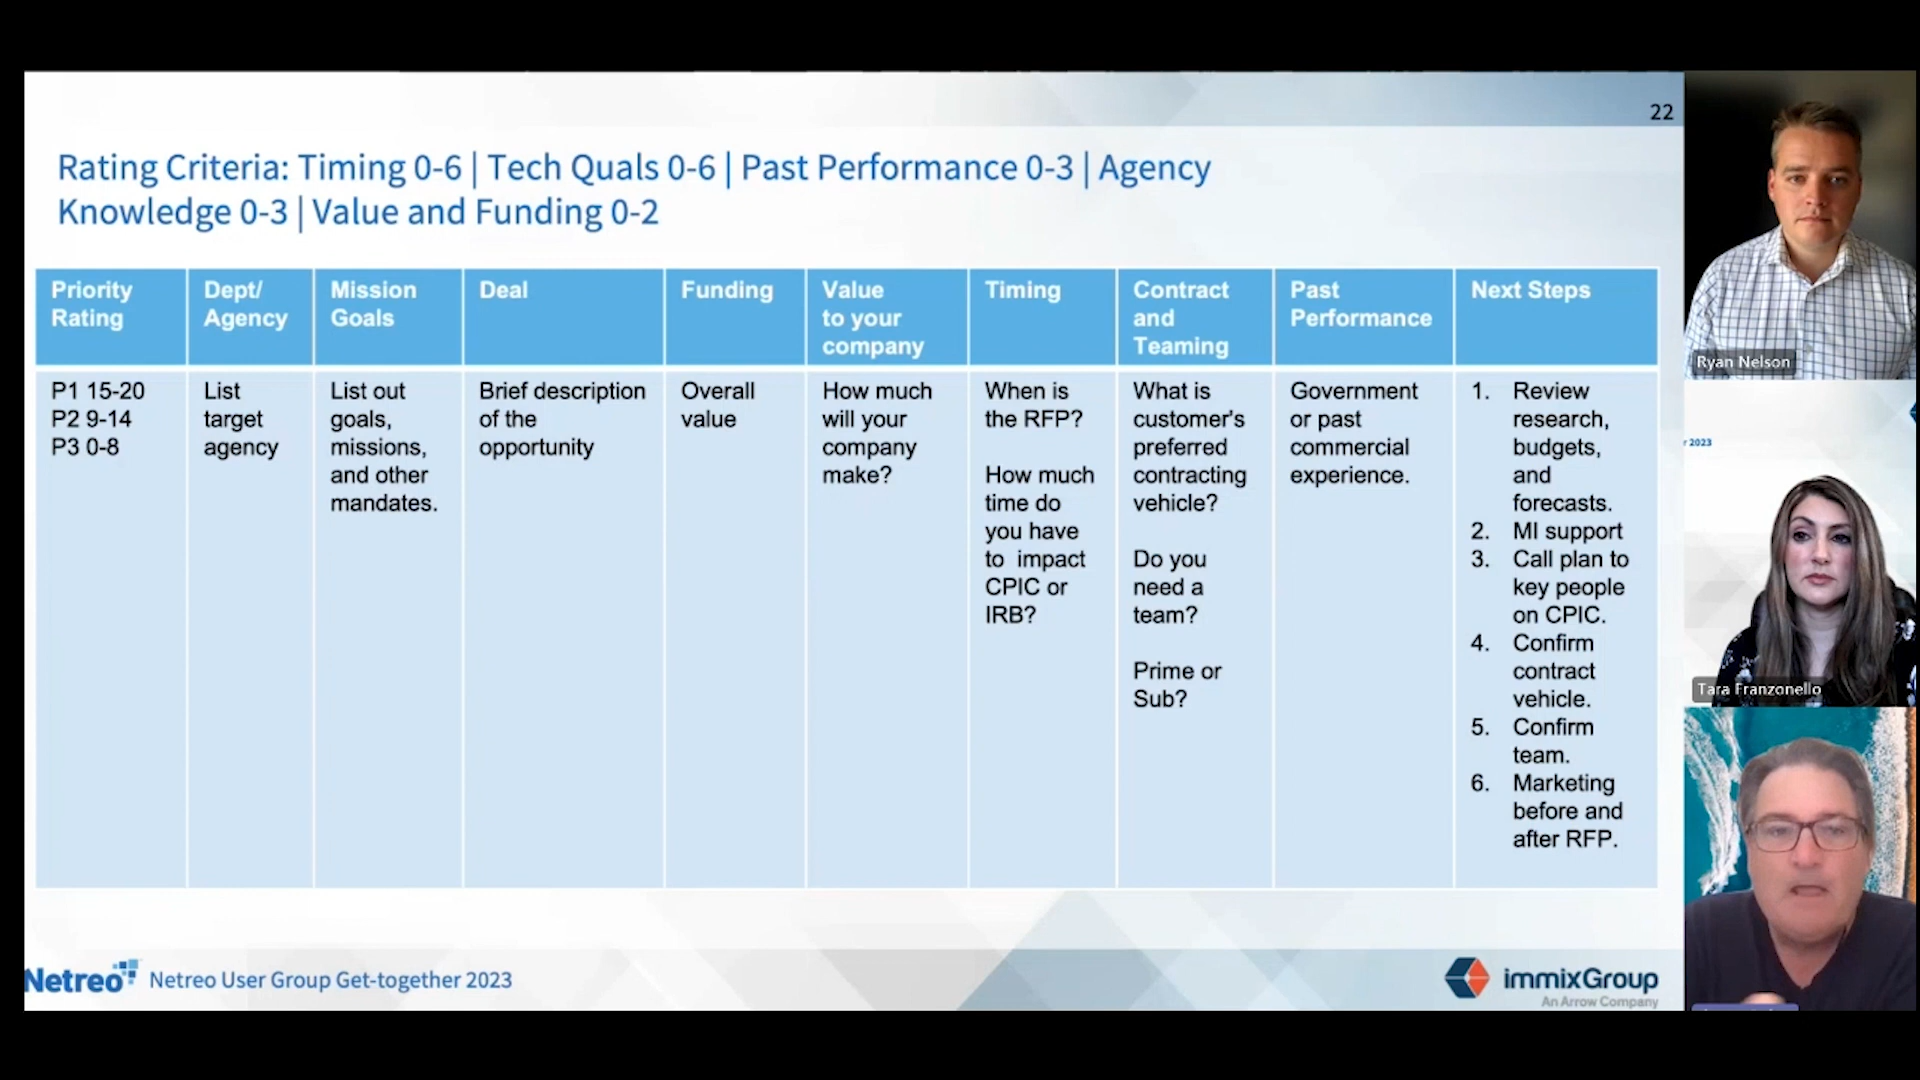 22
Rating Criteria: Timing 0-6 | Tech Quals 0-6 | Past Performance 0-3 | Agency
Knowledge 0-3 | Value and Funding 0-2
Priority
Rating
Dept/
Agency
Mission
Goals
Deal
Funding
Value
to your
company
Timing
Contract
and
Teaming
Past
Performance
Next Steps
P1 15-20
P2 9-14
P3 0-8
List
target
agency
List out
goals,
missions,
and other
mandates.
Brief description
of the
opportunity
Overall
value
How much
will your
company
make?
When is
the RFP?
How much
time do
you have
to impact
CPIC or
IRB?
What is
customer's
preferred
contracting
vehicle?
Do you
need a
team?
Prime or
Sub?
Government
or past
commercial
experience.
1. Review
research,
budgets,
and
forecasts.
2. MI support
3. Call plan to
key people
on CPIC.
4. Confirm
contract
vehicle.
5. Confirm
team.
6. Marketing
before and
after RFP.
Netreo
Netreo User Group Get-together 2023
immixGroup
An Arrow Company
Ryan Nelson
2023
Tara Franzonello